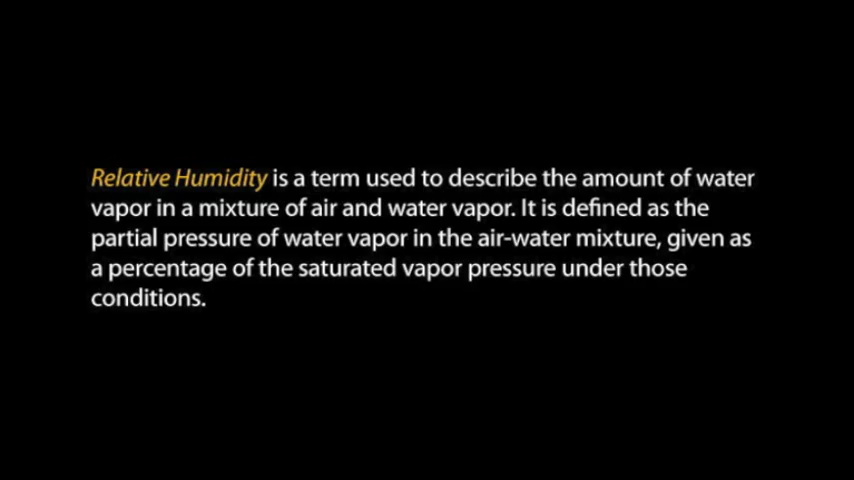 Relative Humidity is a term used to describe the amount of water
vapor in a mixture of air and water vapor. It is defined as the
partial pressure of water vapor in the air-water mixture, given as
a percentage of the saturated vapor pressure under those
conditions.